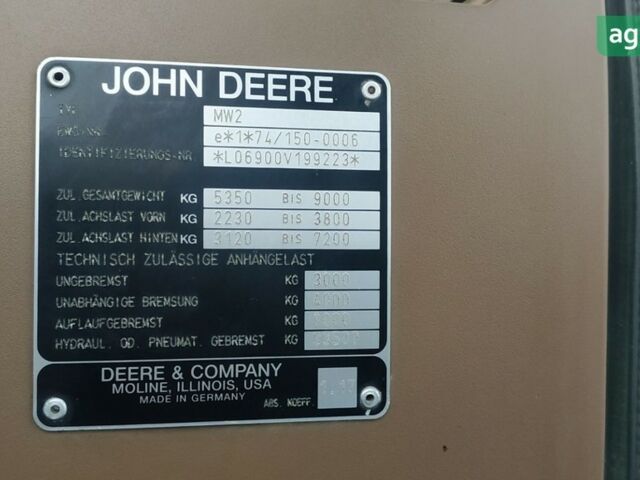 ag
JOHN DEERE
TYP MW2
EWG-NR. e*1*74/150-0006
IDENTIFIZIERUNGS-NR. *L06900V199223*
ZUL. GESAMTGEWICHT KG 5350 BIS 9000
ZUL. ACHSLAST VORN KG 2230 BIS 3800
ZUL. ACHSLAST HINTEN KG 3120 BIS 7200
TECHNISCH ZULÄSSIGE ANHÄNGELAST
UNGEBREMST KG 3000
UNABHÄNGIGE BREMSUNG KG
AUFLAUFGEBREMST KG
HYDRAUL. OD. PNEUMAT. GEBREMST KG
DEERE & COMPANY
MOLINE, ILLINOIS, USA
MADE IN GERMANY
ABS. KOEFF.